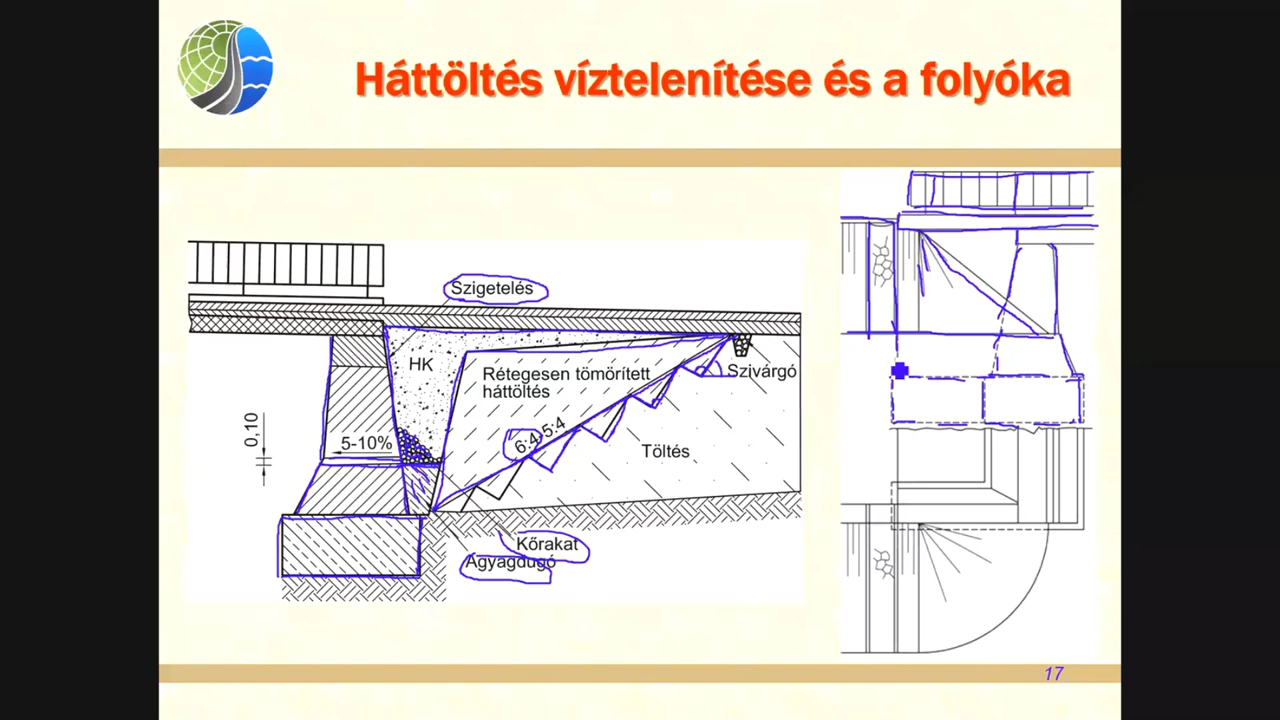 Háttöltés víztelenítése és a folyóka
Szigetelés
HK
Rétegesen tömörített
háttöltés
Szivárgó
0,10
5-10%
6:4-5:4
Töltés
Kőrakat
Agyagdugó
17